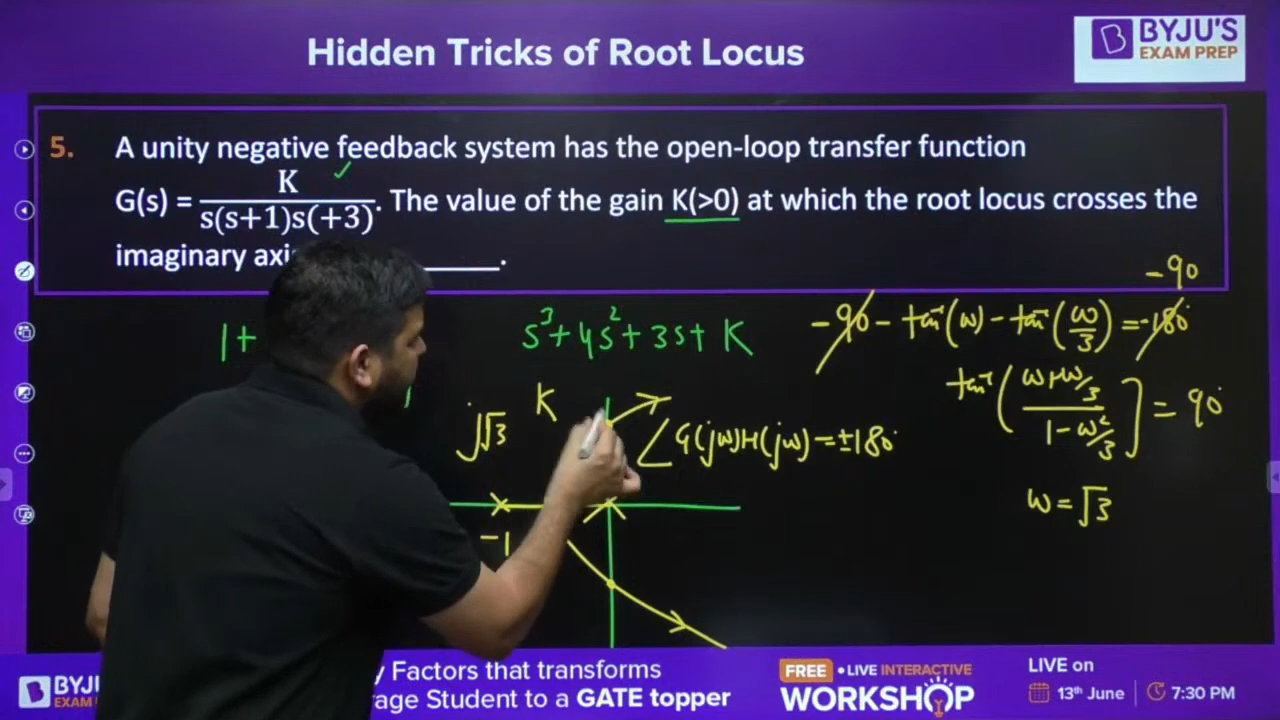 Hidden Tricks of Root Locus
BYJU'S
EXAM PREP
5. A unity negative feedback system has the open-loop transfer function
G(s) = K / s(s+1)s(+3). The value of the gain K(>0) at which the root locus crosses the
imaginary axi ______.
-90
1+
s³+4s²+3s+K
-90 - tan⁻¹(ω) - tan⁻¹(ω/3) = -180°
tan⁻¹(ω+ω/3 / 1-ω²/3] = 90°
j√3
K
∠G(jω)H(jω) = ±180°
ω = √3
-1
y Factors that transforms
rage Student to a GATE topper
BYJ
EXAM
FREE • LIVE INTERACTIVE
WORKSHOP
LIVE on
13th June
7:30 PM